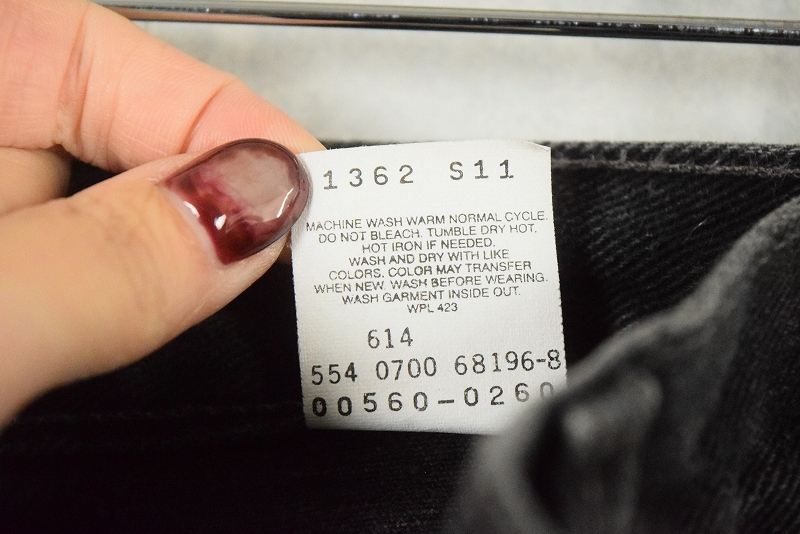 1362 S11
MACHINE WASH WARM NORMAL CYCLE.
DO NOT BLEACH. TUMBLE DRY HOT.
HOT IRON IF NEEDED.
WASH AND DRY WITH LIKE
COLORS. COLOR MAY TRANSFER
WHEN NEW. WASH BEFORE WEARING.
WASH GARMENT INSIDE OUT.
WPL 423
614
554 0700 68196-8
00560-0260